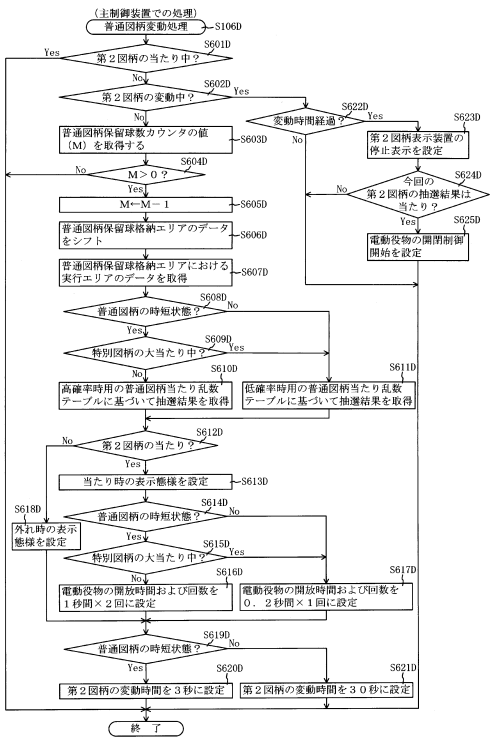 (主制御装置での処理)
普通図柄変動処理
S106D
S601D
Yes
第2図柄の当たり中？
No
S602D
第2図柄の変動中？
Yes
No
S622D
変動時間経過？
Yes
No
S623D
第2図柄表示装置の
停止表示を設定
普通図柄保留球数カウンタの値
(M)を取得する
S603D
S604D
No
M＞0？
Yes
S624D
今回の
第2図柄の抽選結果は
当たり？
No
Yes
M←M－1
S605D
S625D
電動役物の開閉制御
開始を設定
普通図柄保留球格納エリアのデータ
をシフト
S606D
普通図柄保留球格納エリアにおける
実行エリアのデータを取得
S607D
S608D
普通図柄の時短状態？
No
Yes
S609D
特別図柄の大当たり中？
Yes
No
S610D
高確率時用の普通図柄当たり乱数
テーブルに基づいて抽選結果を取得
S611D
低確率時用の普通図柄当たり乱数
テーブルに基づいて抽選結果を取得
S612D
No
第2図柄の当たり？
Yes
当たり時の表示態様を設定
S613D
S614D
普通図柄の時短状態？
No
Yes
S618D
外れ時の表示
態様を設定
S615D
特別図柄の大当たり中？
Yes
No
S616D
電動役物の開放時間および回数を
1秒間×2回に設定
S617D
電動役物の開放時間および回数を
0．2秒間×1回に設定
S619D
普通図柄の時短状態？
No
Yes
S620D
第2図柄の変動時間を3秒に設定
S621D
第2図柄の変動時間を30秒に設定
終 了